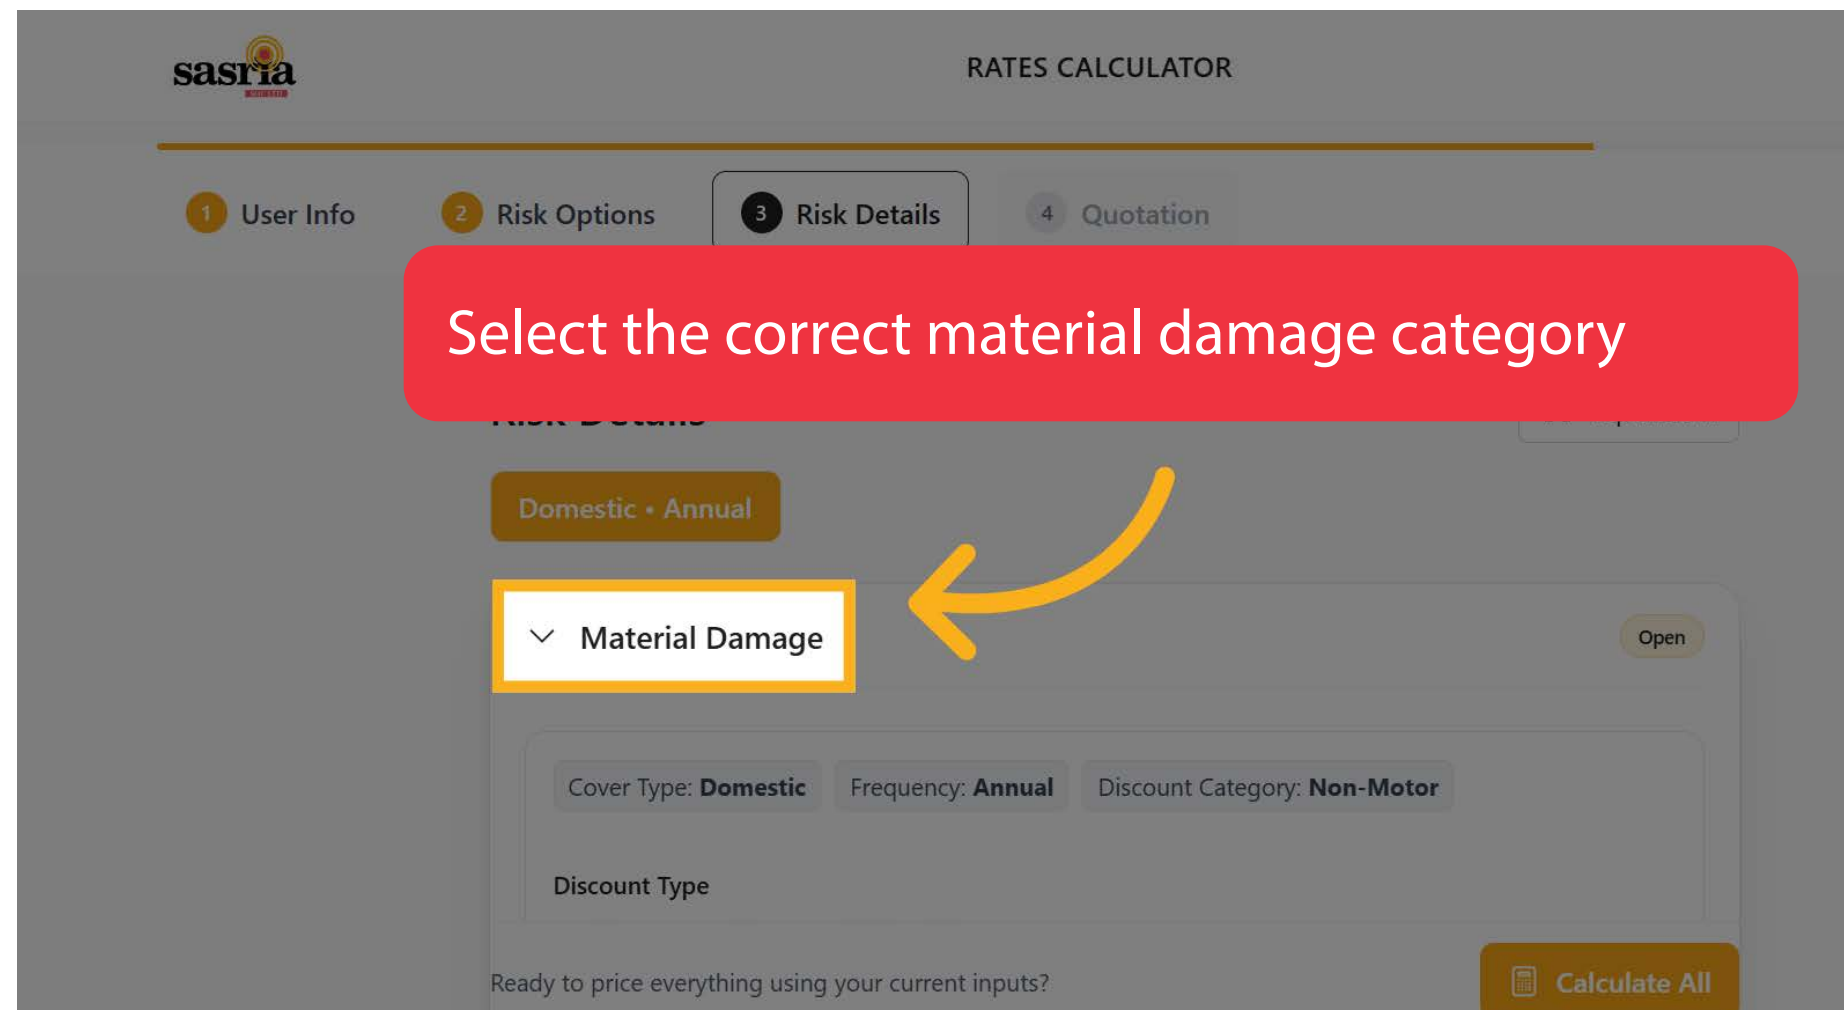 sasria
RATES CALCULATOR
1 User Info
2 Risk Options
3 Risk Details
4 Quotation
Select the correct material damage category
Risk Details
Domestic • Annual
Material Damage
Open
Cover Type: Domestic
Frequency: Annual
Discount Category: Non-Motor
Discount Type
Ready to price everything using your current inputs?
Calculate All